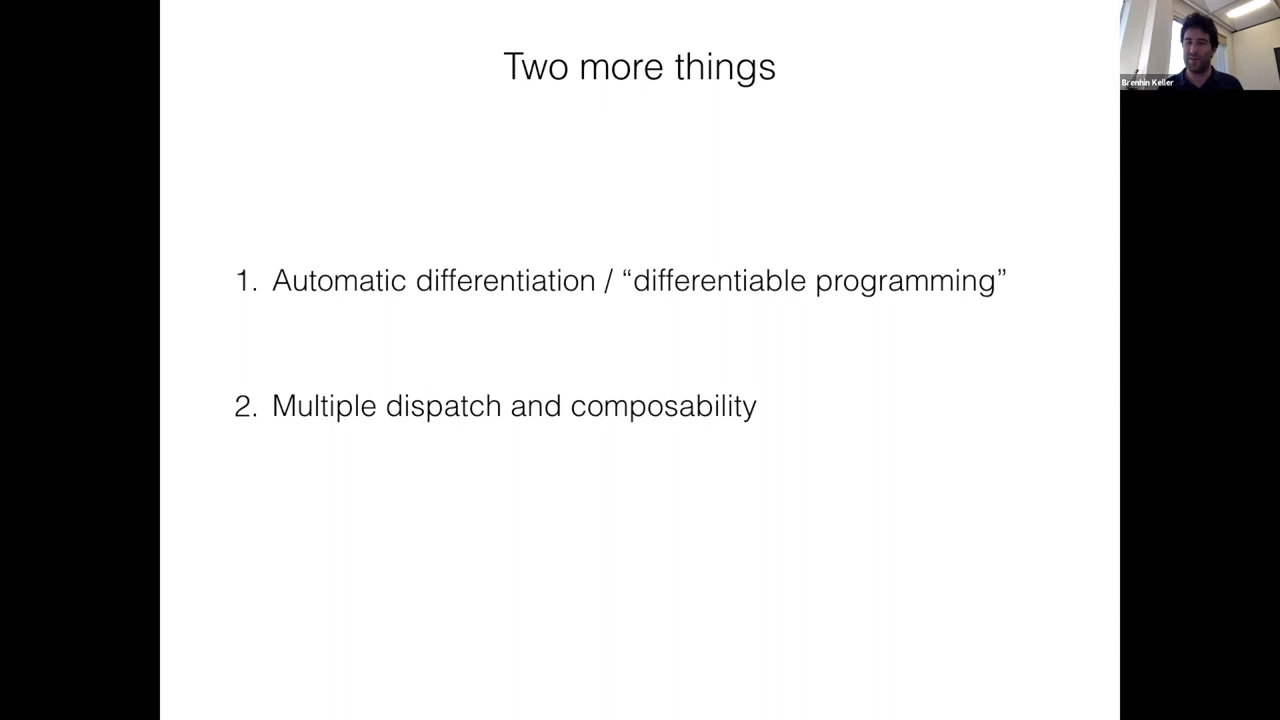 Two more things
Brenhin Keller
1. Automatic differentiation / “differentiable programming”
2. Multiple dispatch and composability